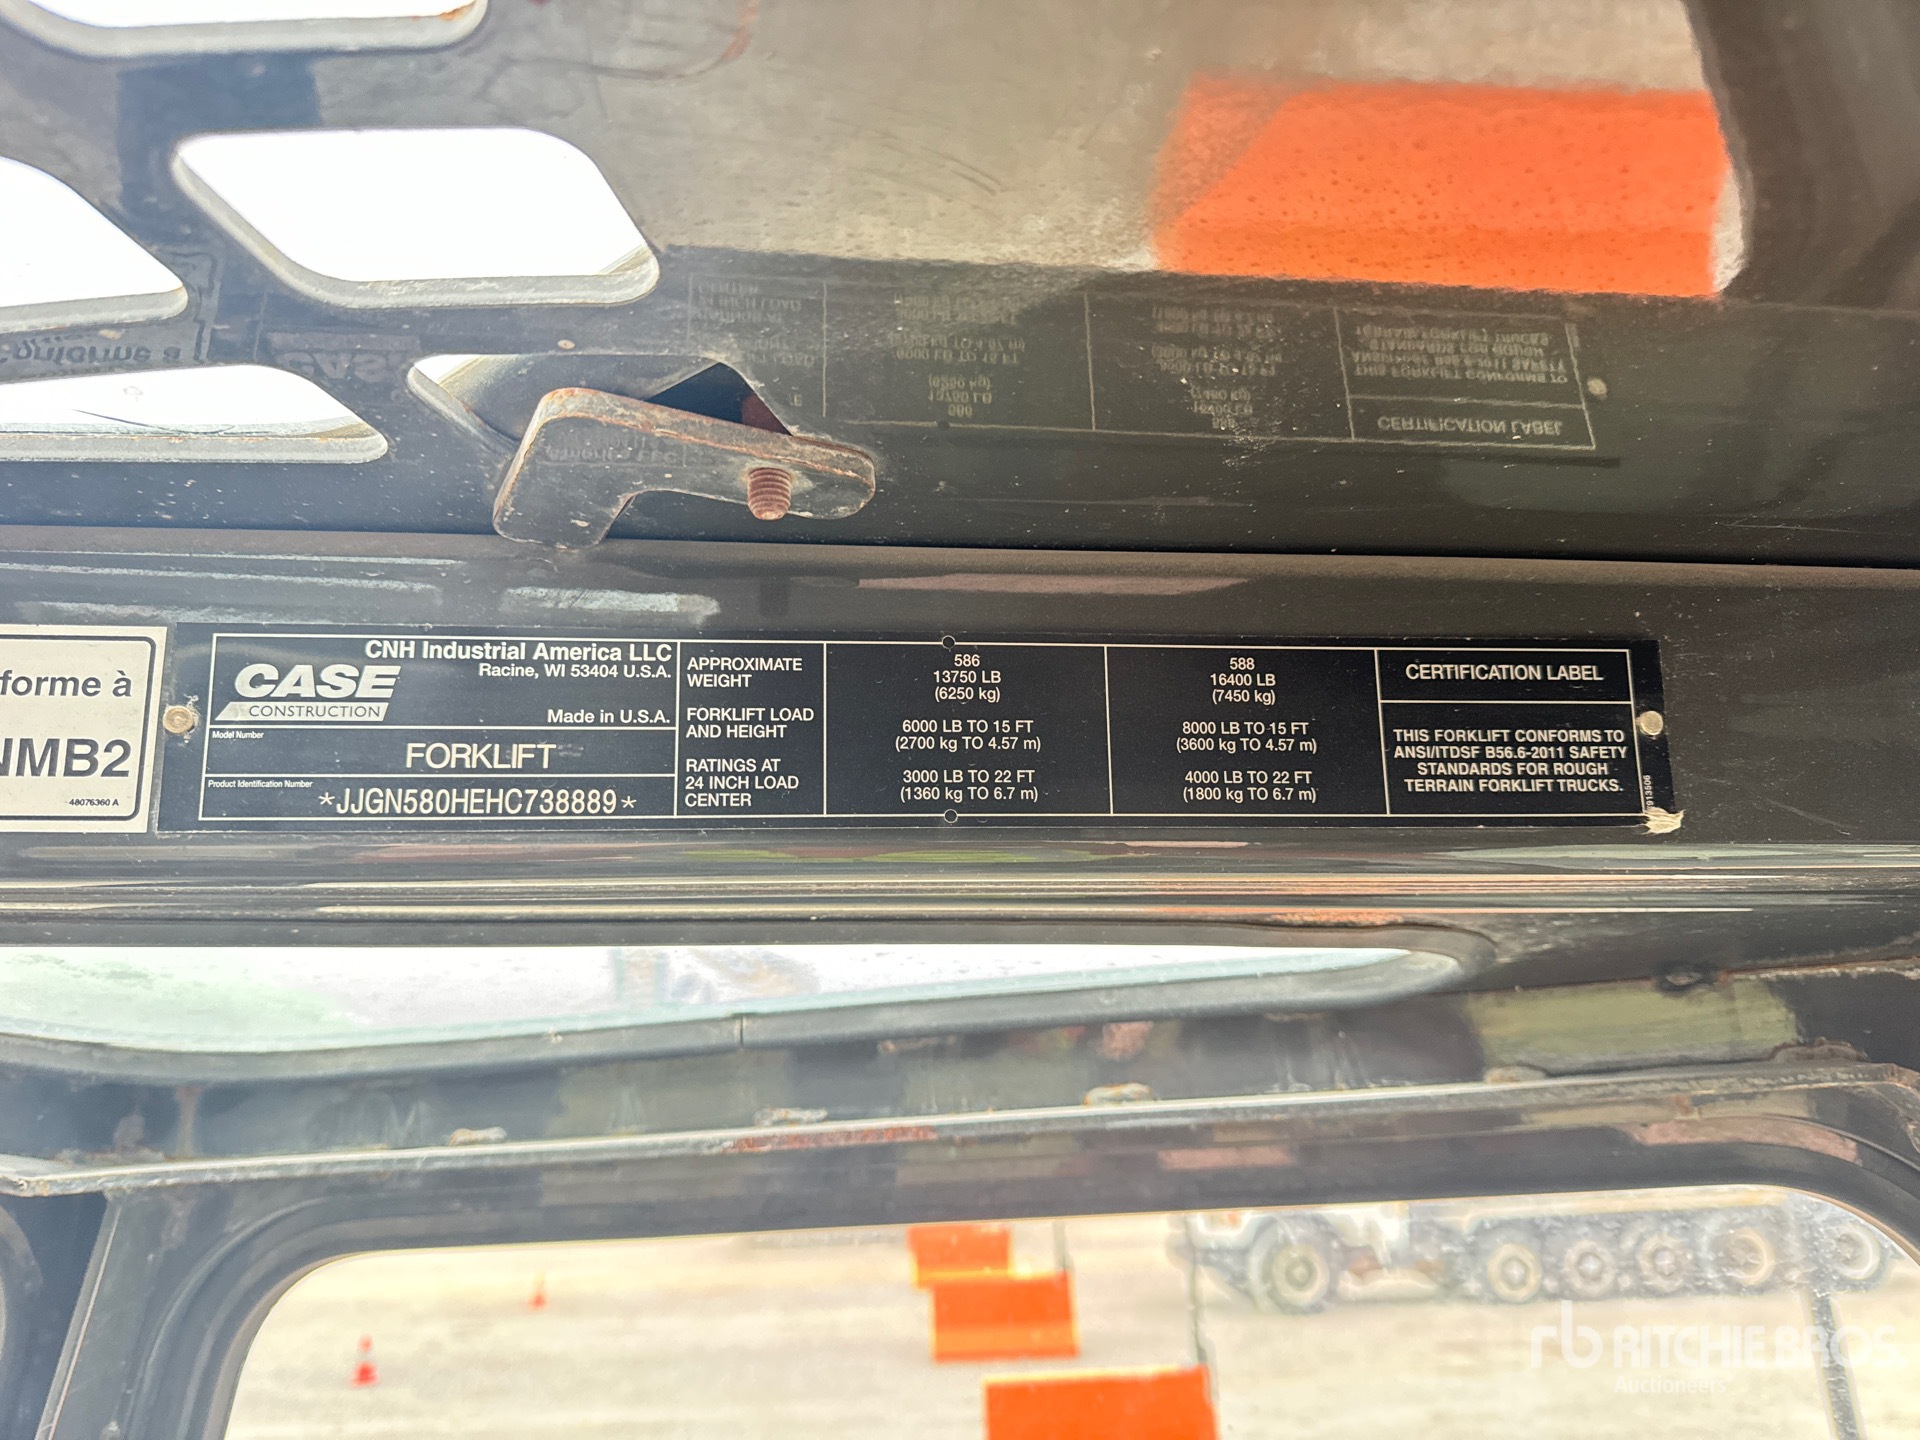 forme à
NMB2
48076360 A
CNH Industrial America LLC
Racine, WI 53404 U.S.A.
CASE
CONSTRUCTION
Made in U.S.A.
Model Number
FORKLIFT
Product Identification Number
*JJGN580HEHC738889*
APPROXIMATE
WEIGHT
FORKLIFT LOAD
AND HEIGHT
RATINGS AT
24 INCH LOAD
CENTER
586
13750 LB
(6250 kg)
6000 LB TO 15 FT
(2700 kg TO 4.57 m)
3000 LB TO 22 FT
(1360 kg TO 6.7 m)
588
16400 LB
(7450 kg)
8000 LB TO 15 FT
(3600 kg TO 4.57 m)
4000 LB TO 22 FT
(1800 kg TO 6.7 m)
CERTIFICATION LABEL
THIS FORKLIFT CONFORMS TO
ANSI/ITDSF B56.6-2011 SAFETY
STANDARDS FOR ROUGH
TERRAIN FORKLIFT TRUCKS.
rb RITCHIE BROS
Auctioneers